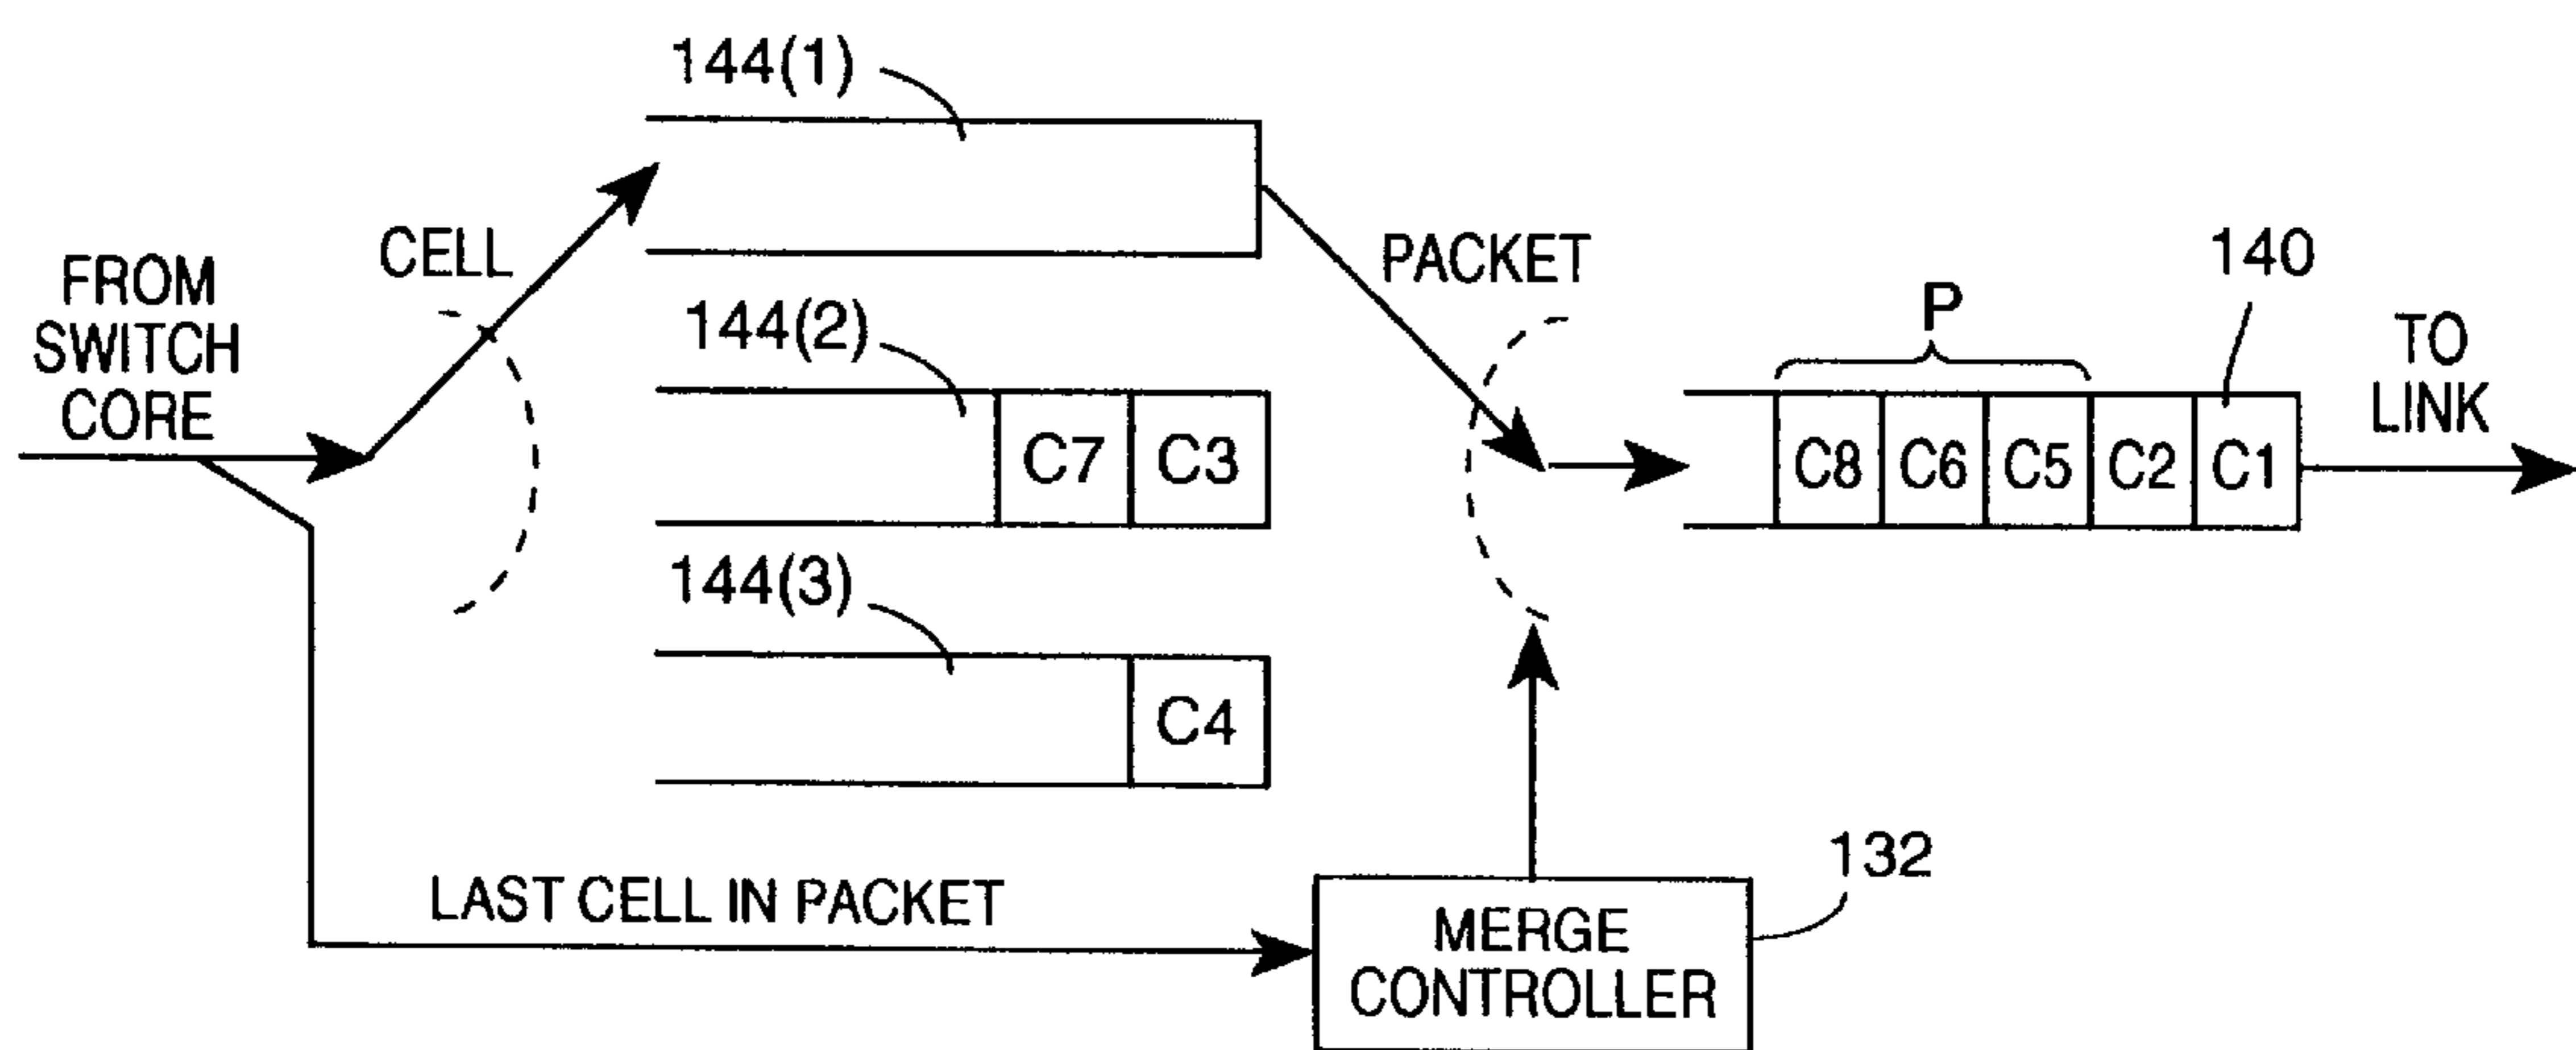 144(1)
CELL
PACKET
FROM
SWITCH
CORE
144(2)
140
P
TO
LINK
C7 C3
C8 C6 C5 C2 C1
144(3)
C4
LAST CELL IN PACKET
132
MERGE
CONTROLLER